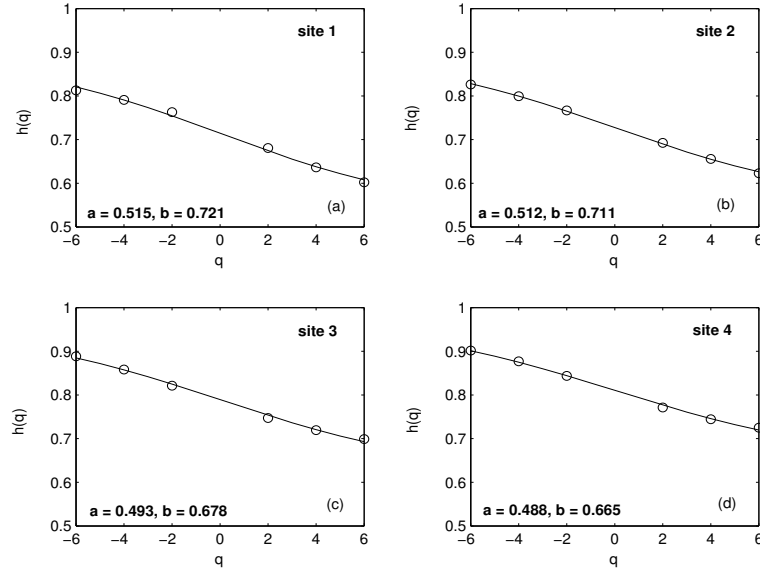 site 1
1
0.9
0.8
0.7
0.6
0.5
h(q)
a = 0.515, b = 0.721
(a)
−6 −4 −2 0 2 4 6
q
site 2
1
0.9
0.8
0.7
0.6
0.5
h(q)
a = 0.512, b = 0.711
(b)
−6 −4 −2 0 2 4 6
q
site 3
1
0.9
0.8
0.7
0.6
0.5
h(q)
a = 0.493, b = 0.678
(c)
−6 −4 −2 0 2 4 6
q
site 4
1
0.9
0.8
0.7
0.6
0.5
h(q)
a = 0.488, b = 0.665
(d)
−6 −4 −2 0 2 4 6
q